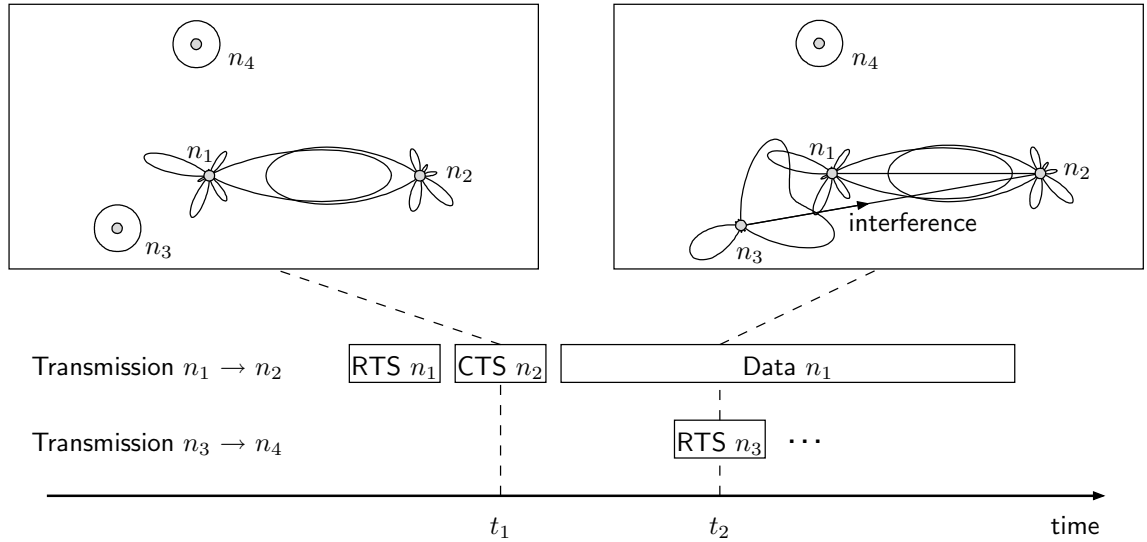 n₄
n₁
n₂
n₃
n₄
n₁
n₂
interference
n₃
Transmission n₁ → n₂
RTS n₁
CTS n₂
Data n₁
Transmission n₃ → n₄
RTS n₃ ···
t₁
t₂
time